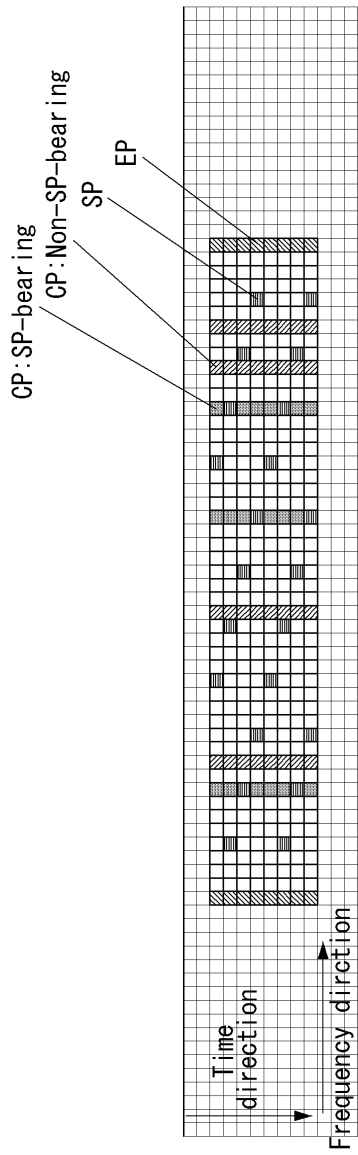 CP:SP-bearing
CP:Non-SP-bearing
SP
EP
Time
direction
Frequency dirction